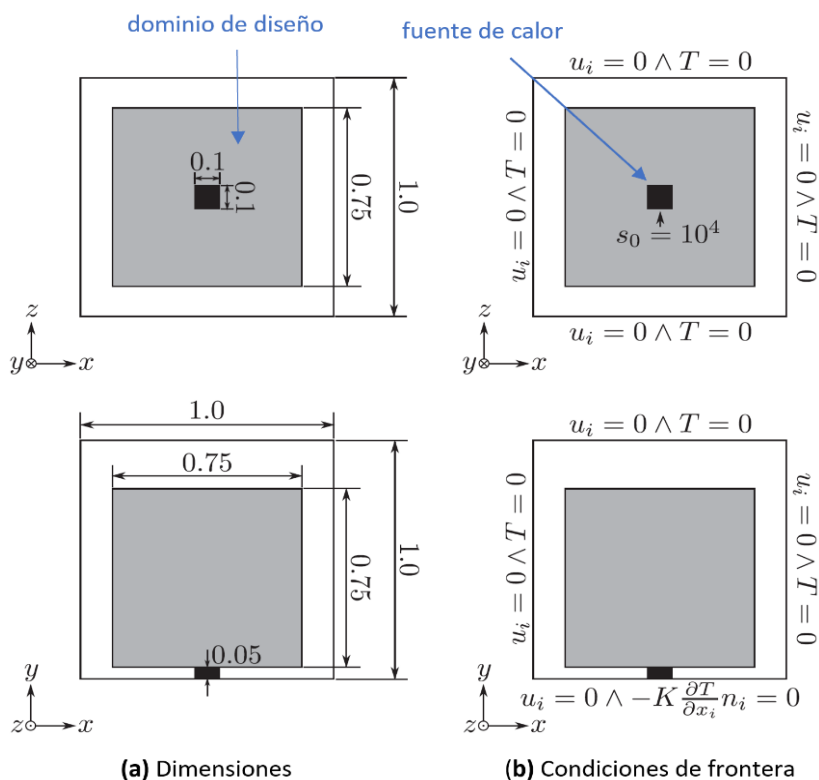 dominio de diseño
0.1
0.1
0.75
1.0
z
y
x
fuente de calor
u_i = 0 ∧ T = 0
u_i = 0 ∧ T = 0
u_i = 0 ∧ T = 0
s_0 = 10^4
u_i = 0 ∧ T = 0
z
y
x
1.0
0.75
0.75
1.0
0.05
y
z
x
(a) Dimensiones
u_i = 0 ∧ T = 0
u_i = 0 ∧ T = 0
u_i = 0 ∧ T = 0
u_i = 0 ∧ −K ∂T/∂x_i n_i = 0
y
z
x
(b) Condiciones de frontera